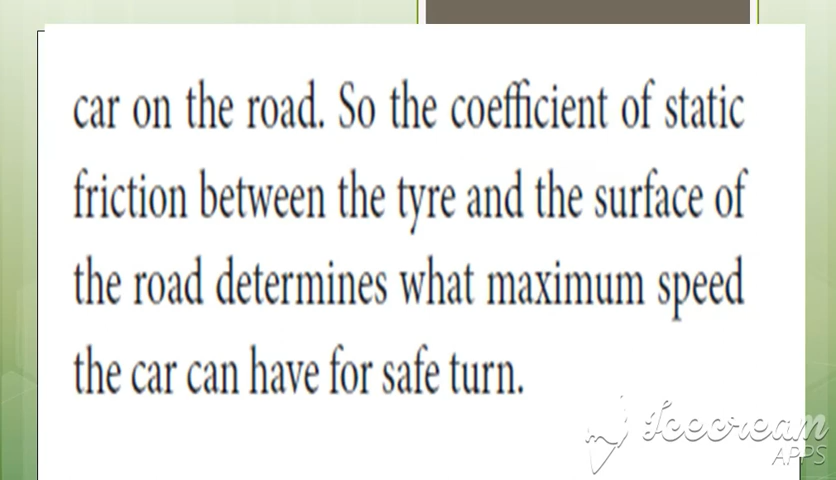 car on the road. So the coefficient of static
friction between the tyre and the surface of
the road determines what maximum speed
the car can have for safe turn.
Icecream
APPS